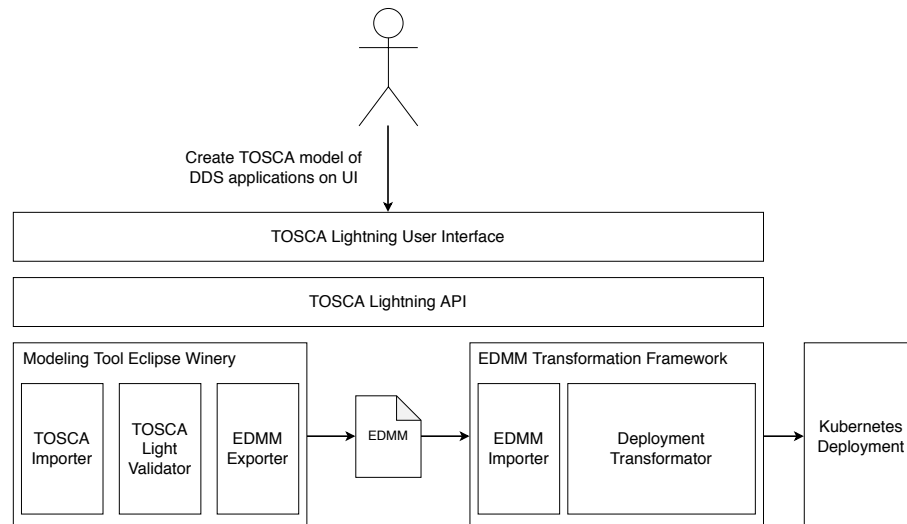 Create TOSCA model of
DDS applications on UI
TOSCA Lightning User Interface
TOSCA Lightning API
Modeling Tool Eclipse Winery
TOSCA
Importer
TOSCA
Light
Validator
EDMM
Exporter
EDMM
EDMM Transformation Framework
EDMM
Importer
Deployment
Transformator
Kubernetes
Deployment